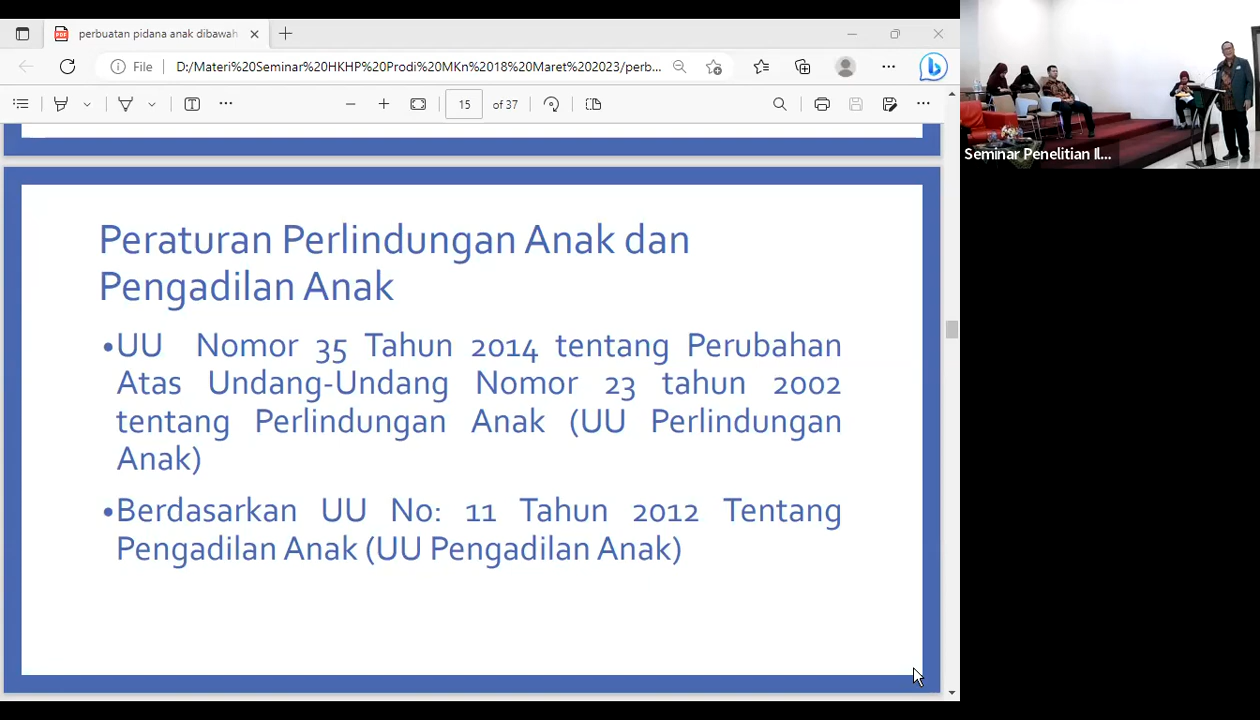 perbuatan pidana anak dibawah
File
D:/Materi%20Seminar%20HKHP%20Prodi%20MKn%2018%20Maret%202023/perb...
15 of 37
Seminar Penelitian Il...
Peraturan Perlindungan Anak dan
Pengadilan Anak
•UU Nomor 35 Tahun 2014 tentang Perubahan
Atas Undang-Undang Nomor 23 tahun 2002
tentang Perlindungan Anak (UU Perlindungan
Anak)
•Berdasarkan UU No: 11 Tahun 2012 Tentang
Pengadilan Anak (UU Pengadilan Anak)